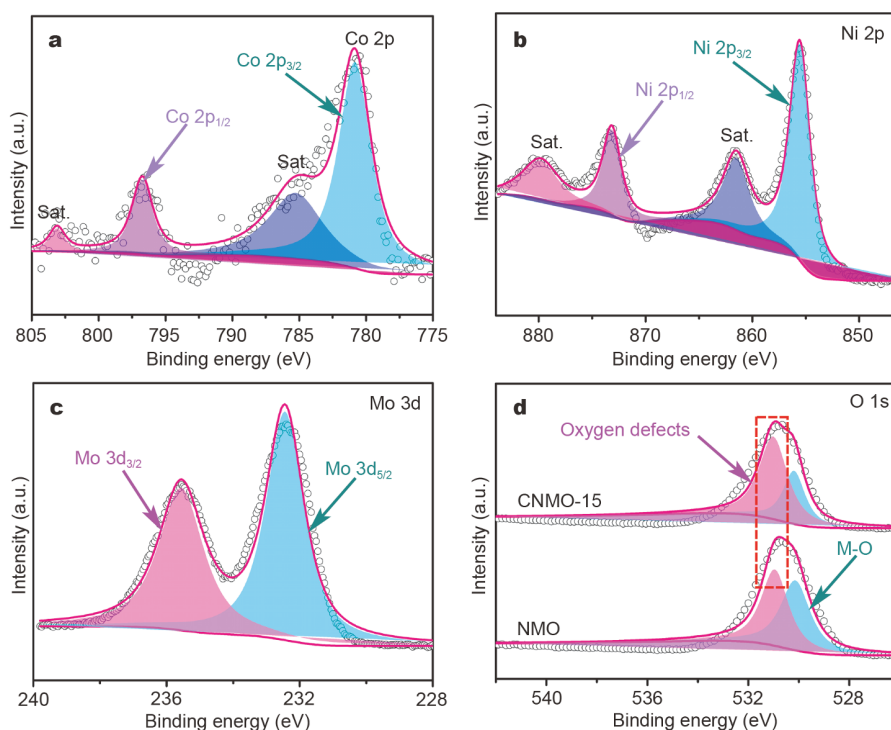 a
Co 2p
Co 2p3/2
Co 2p1/2
Sat.
Sat.
Intensity (a.u.)
805 800 795 790 785 780 775
Binding energy (eV)
b
Ni 2p
Ni 2p3/2
Ni 2p1/2
Sat.
Sat.
Intensity (a.u.)
880 870 860 850
Binding energy (eV)
c
Mo 3d
Mo 3d3/2
Mo 3d5/2
Intensity (a.u.)
240 236 232 228
Binding energy (eV)
d
O 1s
Oxygen defects
CNMO-15
M-O
NMO
Intensity (a.u.)
540 536 532 528
Binding energy (eV)